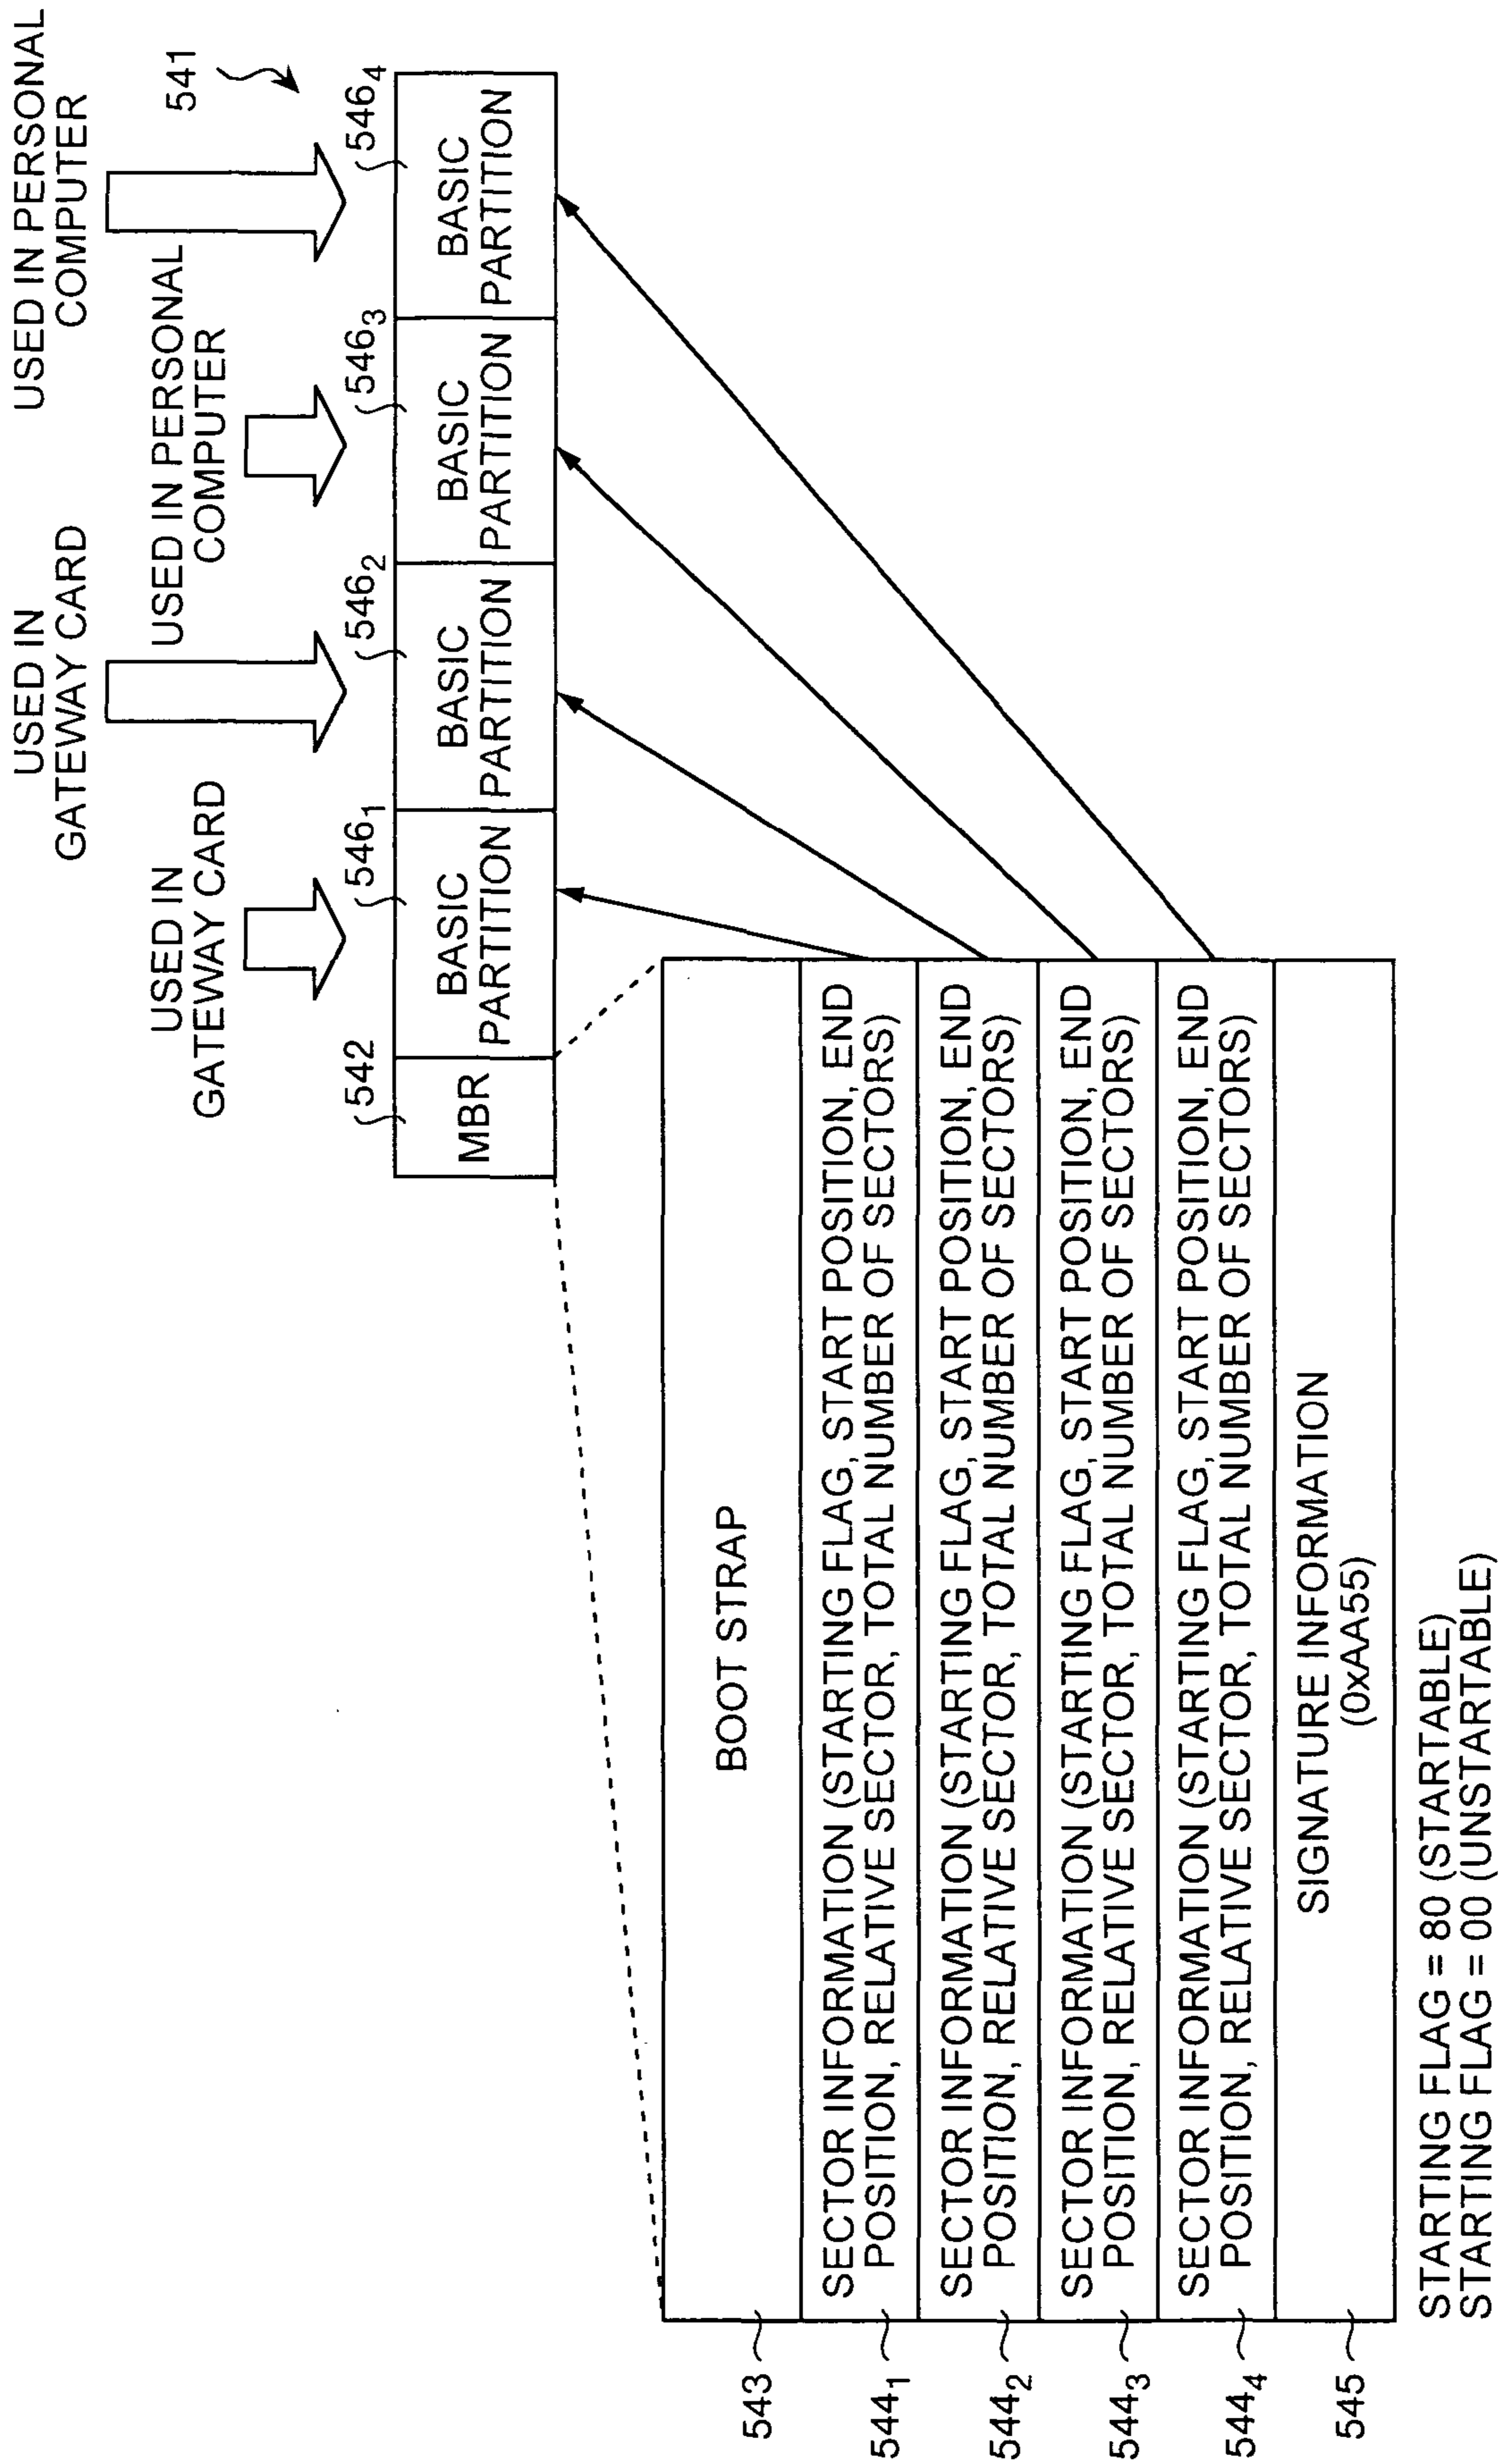 USED IN
GATEWAY CARD
USED IN PERSONAL
COMPUTER
USED IN
GATEWAY CARD
USED IN PERSONAL
COMPUTER
541
542
546₁
546₂
546₃
546₄
MBR
BASIC
PARTITION
BASIC
PARTITION
BASIC
PARTITION
BASIC
PARTITION
543
BOOT STRAP
544₁
SECTOR INFORMATION (STARTING FLAG, START POSITION, END
POSITION, RELATIVE SECTOR, TOTAL NUMBER OF SECTORS)
544₂
SECTOR INFORMATION (STARTING FLAG, START POSITION, END
POSITION, RELATIVE SECTOR, TOTAL NUMBER OF SECTORS)
544₃
SECTOR INFORMATION (STARTING FLAG, START POSITION, END
POSITION, RELATIVE SECTOR, TOTAL NUMBER OF SECTORS)
544₄
SECTOR INFORMATION (STARTING FLAG, START POSITION, END
POSITION, RELATIVE SECTOR, TOTAL NUMBER OF SECTORS)
545
SIGNATURE INFORMATION
(0xAA55)
STARTING FLAG = 80 (STARTABLE)
STARTING FLAG = 00 (UNSTARTABLE)